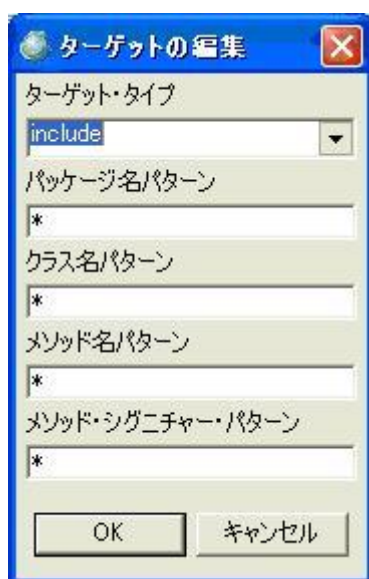 ターゲットの編集
ターゲット・タイプ
include
パッケージ名パターン
*
クラス名パターン
*
メソッド名パターン
*
メソッド・シグニチャー・パターン
*
OK キャンセル